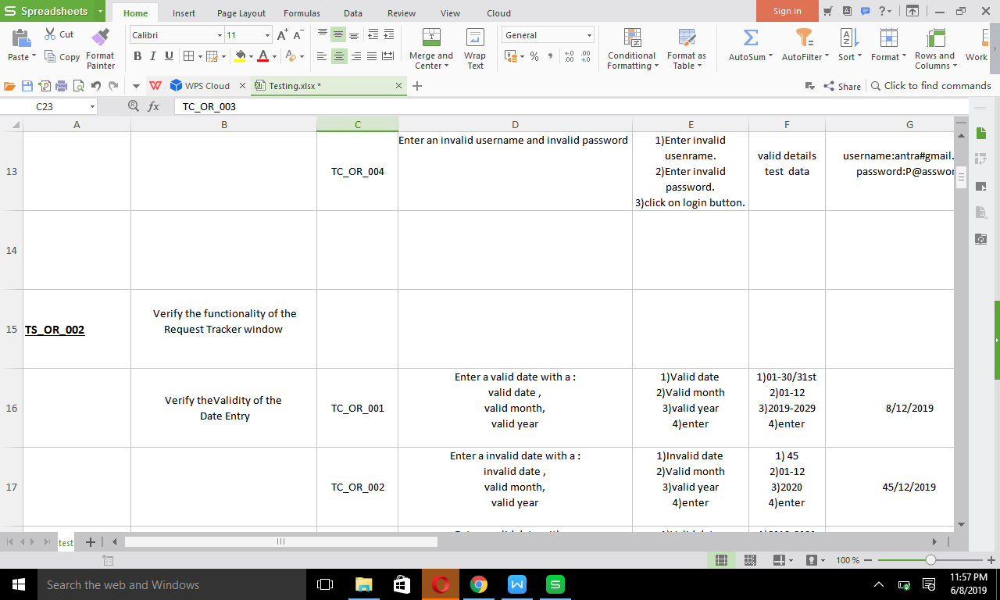 Spreadsheets
Home
Insert
Page Layout
Formulas
Data
Review
View
Cloud
Sign in
Paste
Cut
Copy
Format
Painter
Calibri
11
B I U
Merge and
Center
Wrap
Text
General
Conditional
Formatting
Format as
Table
AutoSum
AutoFilter
Sort
Format
Rows and
Columns
Work
WPS Cloud
Testing.xlsx *
Share
Click to find commands
C23
fx
TC_OR_003
A B C D E F G
13
TC_OR_004
Enter an invalid username and invalid password
1)Enter invalid
usenrame.
2)Enter invalid
password.
3)click on login button.
valid details
test data
username:antra#gmail.
password:P@asswor
14
15
TS_OR_002
Verify the functionality of the
Request Tracker window
16
Verify theValidity of the
Date Entry
TC_OR_001
Enter a valid date with a :
valid date ,
valid month,
valid year
1)Valid date
2)Valid month
3)valid year
4)enter
1)01-30/31st
2)01-12
3)2019-2029
4)enter
8/12/2019
17
TC_OR_002
Enter a invalid date with a :
invalid date ,
valid month,
valid year
1)Invalid date
2)Valid month
3)valid year
4)enter
1) 45
2)01-12
3)2020
4)enter
45/12/2019
test
100 %
Search the web and Windows
11:57 PM
6/8/2019